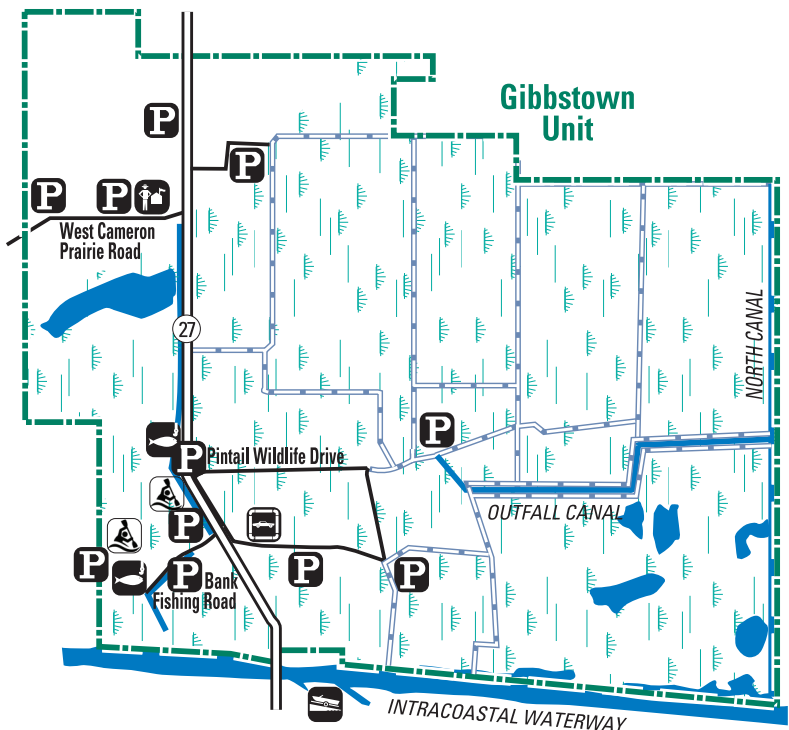 Gibbstown
Unit
P
P
P
P
P
West Cameron
Prairie Road
27
NORTH CANAL
P
P
Pintail Wildlife Drive
OUTFALL CANAL
P
P
P
P
P
Bank
Fishing Road
INTRACOASTAL WATERWAY